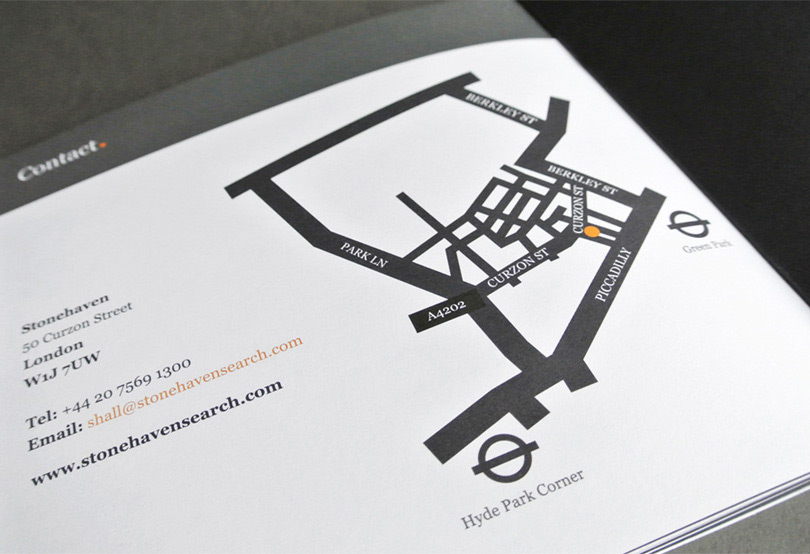 Contact.
Stonehaven
50 Curzon Street
London
W1J 7UW
Tel: +44 20 7569 1300
Email: shall@stonehavensearch.com
www.stonehavensearch.com
BERKLEY ST
BERKLEY ST
CURZON ST
Green Park
PARK LN
CURZON ST
PICCADILLY
A4202
Hyde Park Corner